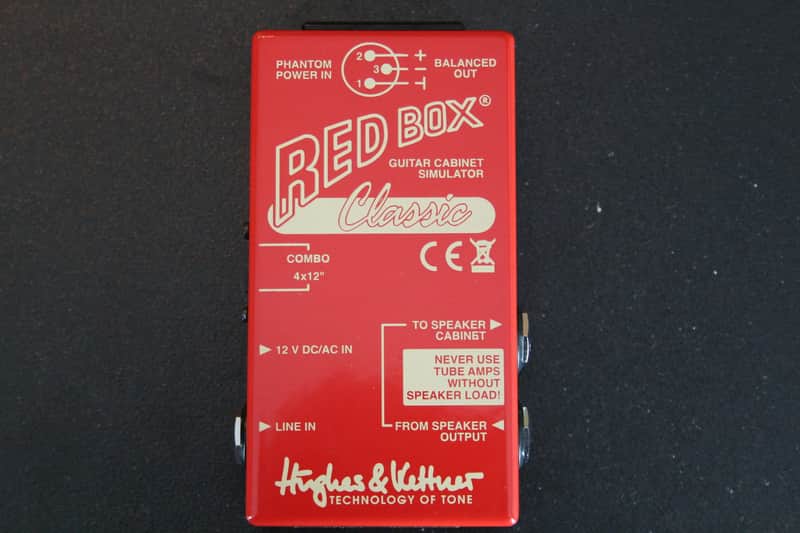 PHANTOM
POWER IN
2 +
3 −
1
BALANCED
OUT
RED BOX®
GUITAR CABINET
SIMULATOR
Classic
CE
COMBO
4x12"
TO SPEAKER
CABINET
12 V DC/AC IN
NEVER USE
TUBE AMPS
WITHOUT
SPEAKER LOAD!
LINE IN
FROM SPEAKER
OUTPUT
Hughes & Kettner
TECHNOLOGY OF TONE